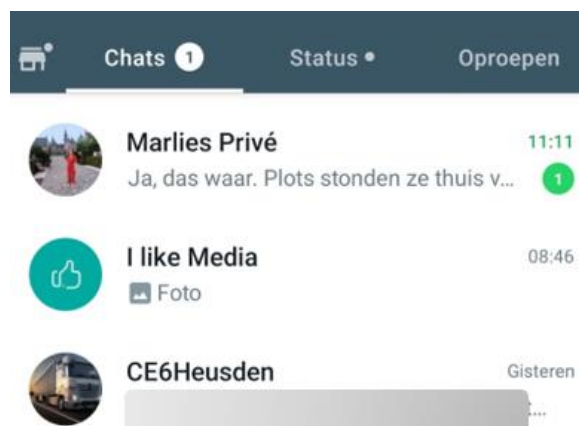 Chats 1 Status Oproepen
Marlies Privé 11:11
Ja, das waar. Plots stonden ze thuis v... 1
I like Media 08:46
Foto
CE6Heusden Gisteren